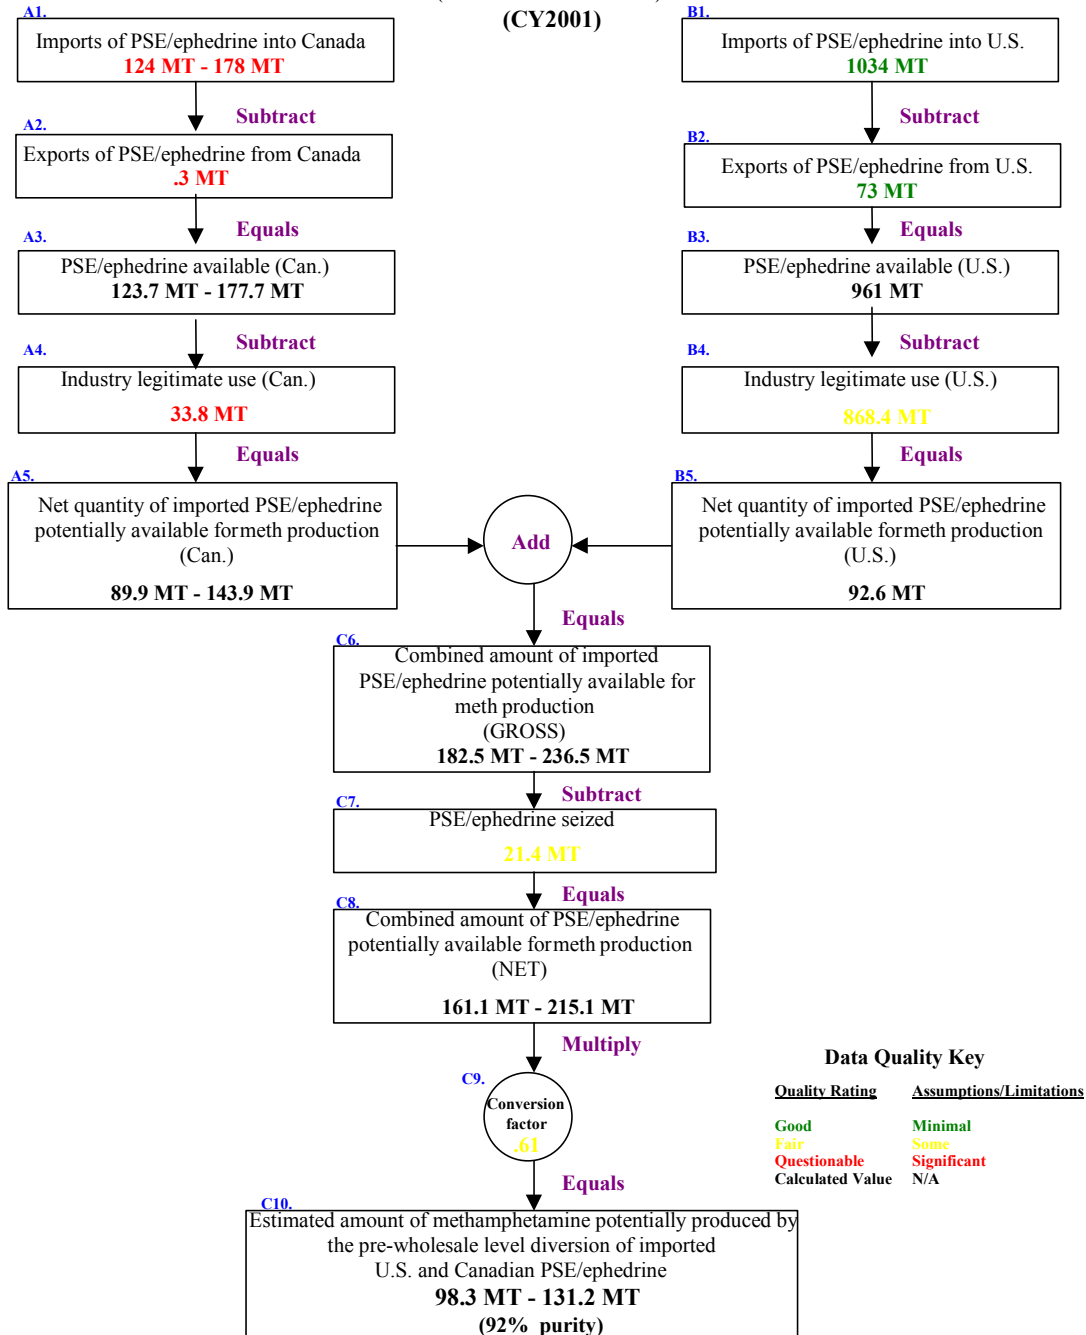 (CY2001)
A1.
Imports of PSE/ephedrine into Canada
124 MT - 178 MT
Subtract
A2.
Exports of PSE/ephedrine from Canada
.3 MT
Equals
A3.
PSE/ephedrine available (Can.)
123.7 MT - 177.7 MT
Subtract
A4.
Industry legitimate use (Can.)
33.8 MT
Equals
A5.
Net quantity of imported PSE/ephedrine
potentially available formeth production
(Can.)
89.9 MT - 143.9 MT
B1.
Imports of PSE/ephedrine into U.S.
1034 MT
Subtract
B2.
Exports of PSE/ephedrine from U.S.
73 MT
Equals
B3.
PSE/ephedrine available (U.S.)
961 MT
Subtract
B4.
Industry legitimate use (U.S.)
868.4 MT
Equals
B5.
Net quantity of imported PSE/ephedrine
potentially available formeth production
(U.S.)
92.6 MT
Add
Equals
C6.
Combined amount of imported
PSE/ephedrine potentially available for
meth production
(GROSS)
182.5 MT - 236.5 MT
Subtract
C7.
PSE/ephedrine seized
21.4 MT
Equals
C8.
Combined amount of PSE/ephedrine
potentially available formeth production
(NET)
161.1 MT - 215.1 MT
Multiply
C9.
Conversion
factor
.61
Equals
C10.
Estimated amount of methamphetamine potentially produced by
the pre-wholesale level diversion of imported
U.S. and Canadian PSE/ephedrine
98.3 MT - 131.2 MT
(92% purity)
Data Quality Key
Quality Rating Assumptions/Limitations
Good Minimal
Fair Some
Questionable Significant
Calculated Value N/A